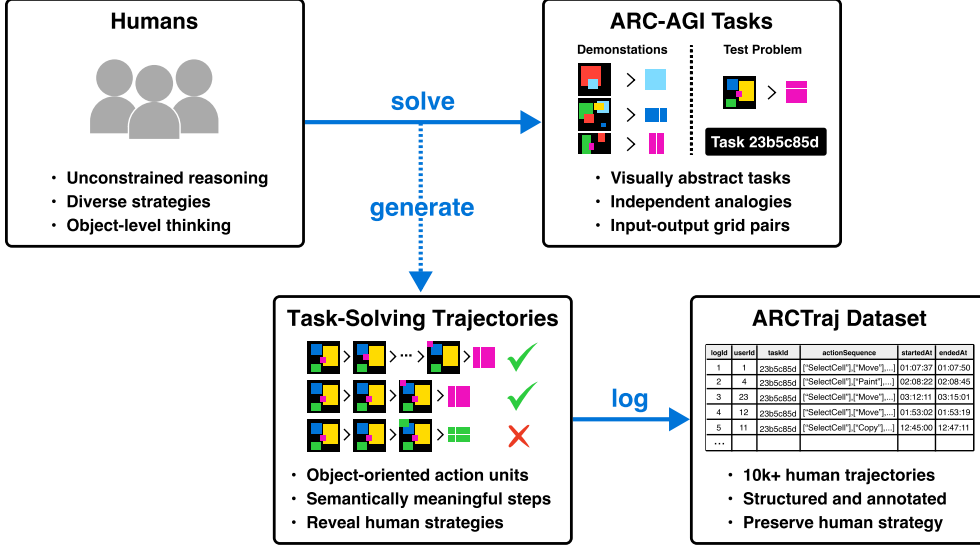 Humans
• Unconstrained reasoning
• Diverse strategies
• Object-level thinking
solve
generate
ARC-AGI Tasks
Demonstations
Test Problem
Task 23b5c85d
• Visually abstract tasks
• Independent analogies
• Input-output grid pairs
Task-Solving Trajectories
...
• Object-oriented action units
• Semantically meaningful steps
• Reveal human strategies
log
ARCTraj Dataset
logId userId taskId actionSequence startedAt endedAt
1 1 23b5c85d ["SelectCell"],["Move"],...] 01:07:37 01:07:50
2 4 23b5c85d ["SelectCell"],["Paint"],...] 02:08:22 02:08:45
3 23 23b5c85d ["SelectCell"],["Move"],...] 03:12:11 03:15:01
4 12 23b5c85d ["SelectCell"],["Move"],...] 01:53:02 01:53:19
5 11 23b5c85d ["SelectCell"],["Copy"],...] 12:45:00 12:47:11
...
• 10k+ human trajectories
• Structured and annotated
• Preserve human strategy